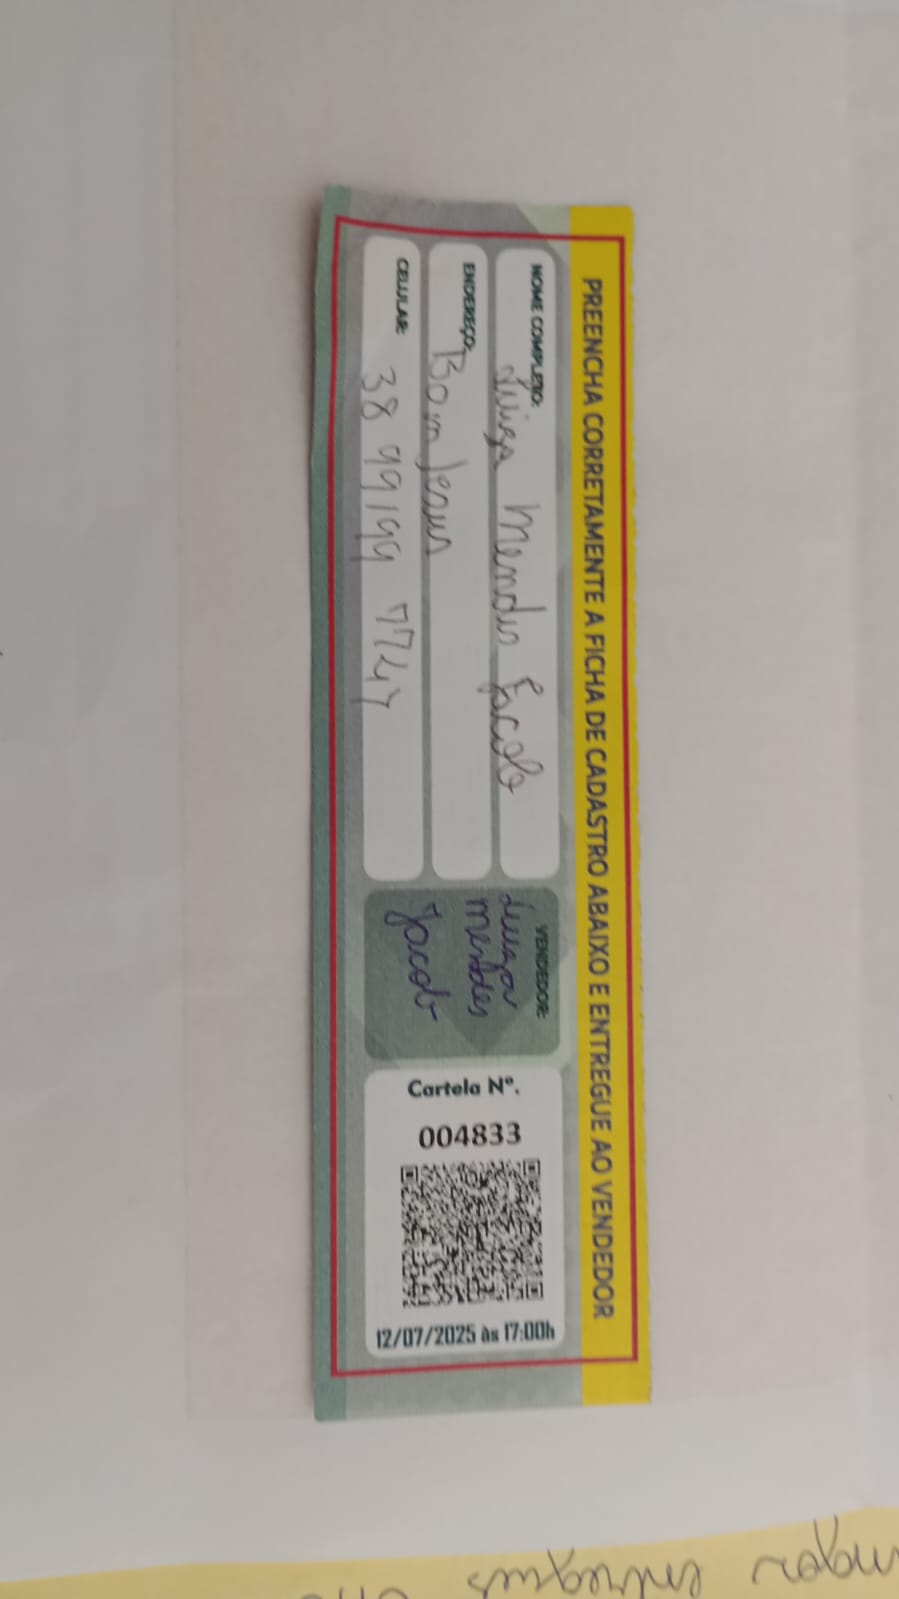 PREENCHA CORRETAMENTE A FICHA DE CADASTRO ABAIXO E ENTREGUE AO VENDEDOR
NOME COMPLETO: Luiza Mendes Jacob
ENDEREÇO: Bom Jesus
CELULAR: 38 99199 7747
VENDEDOR:
Luiza
mendes
Jacob
Cartela Nº.
004833
12/07/2025 às 17:00h